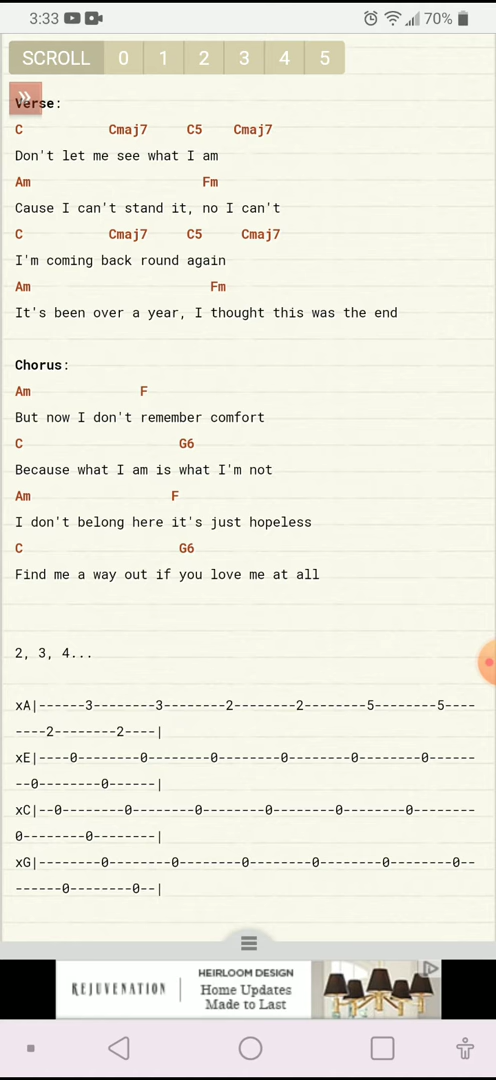 3:33 70%
SCROLL 0 1 2 3 4 5
Verse:
C Cmaj7 C5 Cmaj7
Don't let me see what I am
Am Fm
Cause I can't stand it, no I can't
C Cmaj7 C5 Cmaj7
I'm coming back round again
Am Fm
It's been over a year, I thought this was the end
Chorus:
Am F
But now I don't remember comfort
C G6
Because what I am is what I'm not
Am F
I don't belong here it's just hopeless
C G6
Find me a way out if you love me at all
2, 3, 4...
xA|------3--------3--------2--------2--------5--------5----
----2--------2----|
xE|----0--------0--------0--------0--------0--------0------
--0--------0------|
xC|--0--------0--------0--------0--------0--------0--------
0--------0--------|
xG|--------0--------0--------0--------0--------0--------0--
------0--------0--|
REJUVENATION
HEIRLOOM DESIGN
Home Updates
Made to Last